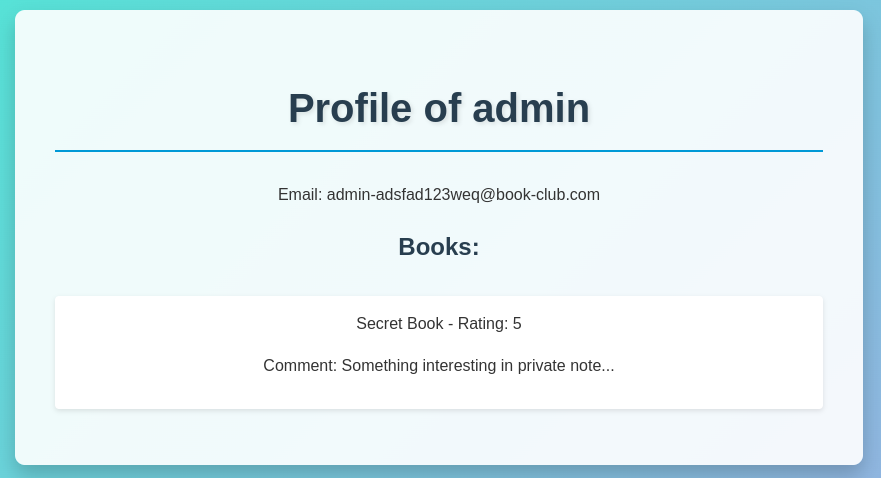 Profile of admin
Email: admin-adsfad123weq@book-club.com
Books:
Secret Book - Rating: 5
Comment: Something interesting in private note...